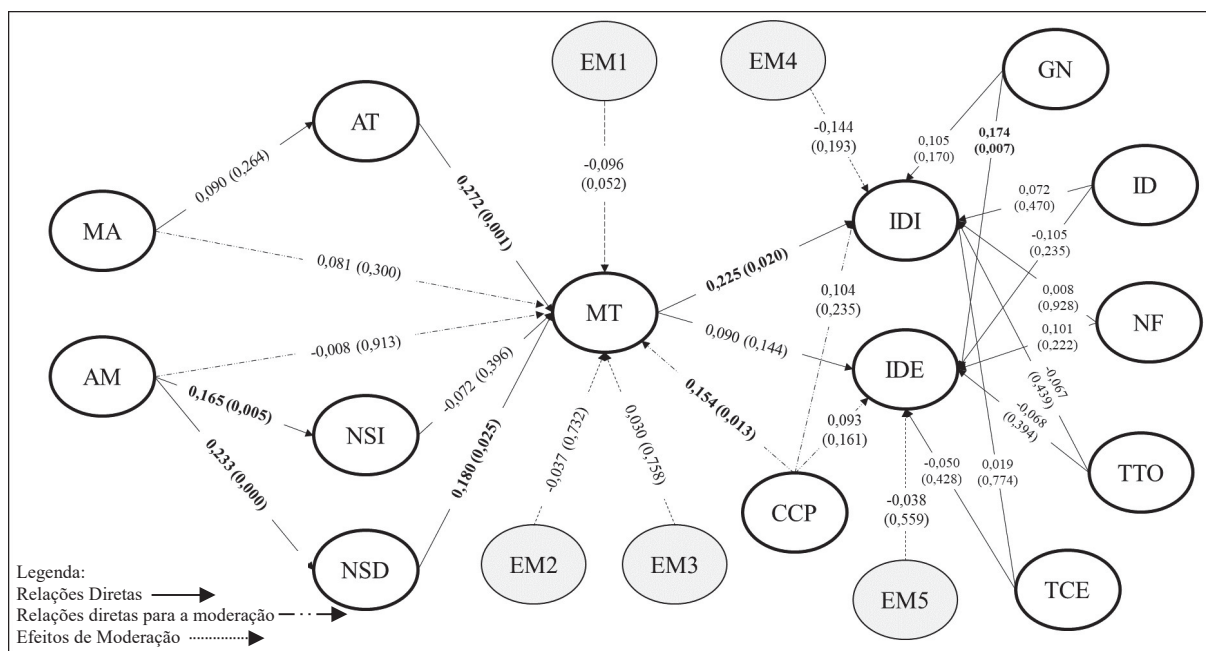 EM1
EM4
GN
AT
-0,096
(0,052)
-0,144
(0,193)
0,105
(0,170)
0,174
(0,007)
0,090 (0,264)
0,272 (0,001)
MA
0,081 (0,300)
IDI
0,072
(0,470)
ID
-0,105
(0,235)
0,225 (0,020)
MT
0,104
(0,235)
0,008
(0,928)
NF
0,101
(0,222)
-0,008 (0,913)
0,090 (0,144)
AM
IDE
0,165 (0,005)
-0,072 (0,396)
0,154 (0,013)
-0,067
(0,439)
-0,068
(0,394)
NSI
0,233 (0,000)
0,180 (0,025)
-0,037 (0,732)
0,030 (0,758)
0,093
(0,161)
-0,050
(0,428)
0,019
(0,774)
TTO
CCP
-0,038
(0,559)
NSD
EM2
EM3
EM5
TCE
Legenda:
Relações Diretas
Relações diretas para a moderação
Efeitos de Moderação